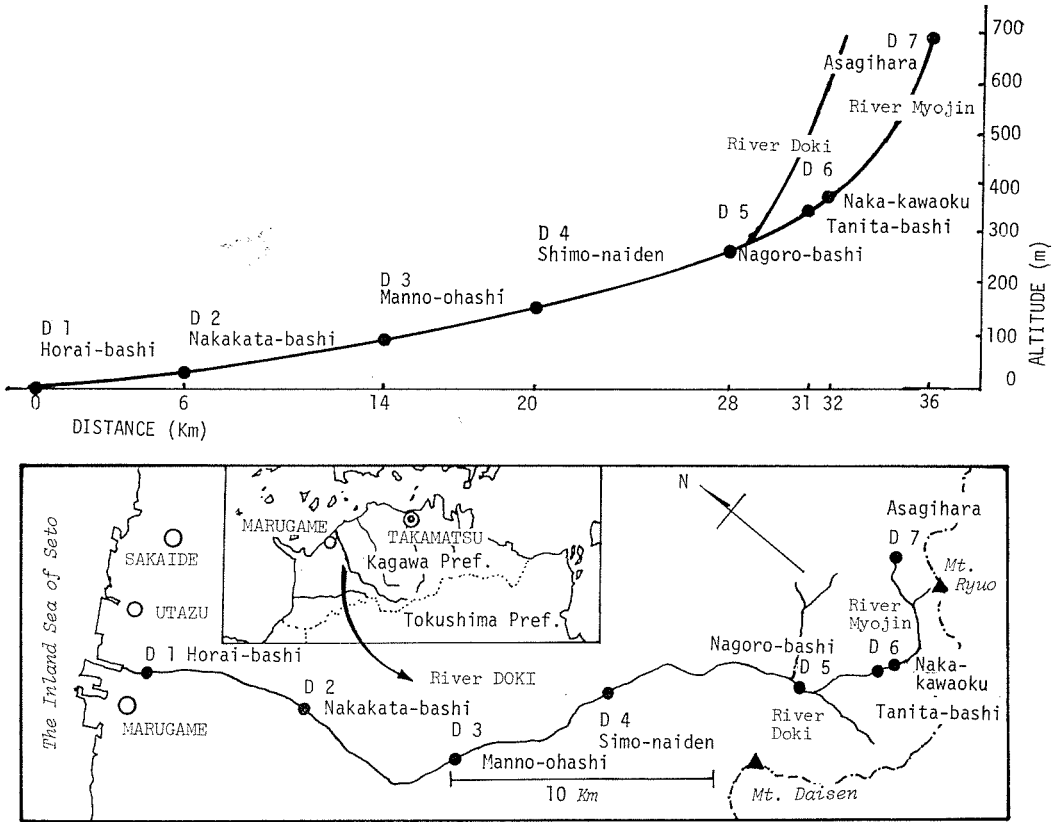 700
D 7
Asagihara
600
River Myojin
500
River Doki
D 6
400
Naka-kawaoku
D 5
Tanita-bashi
300
D 4
Shimo-naiden
Nagoro-bashi
D 3
Manno-ohashi
200
D 2
Nakakata-bashi
D 1
Horai-bashi
100
0
ALTITUDE (m)
0 6 14 20 28 31 32 36
DISTANCE (Km)
The Inland Sea of Seto
SAKAIDE
UTAZU
D 1 Horai-bashi
MARUGAME
MARUGAME
TAKAMATSU
Kagawa Pref.
Tokushima Pref.
River DOKI
D 2
Nakakata-bashi
D 3
Manno-ohashi
D 4
Simo-naiden
10 Km
N
Asagihara
D 7
Mt.
Ryuo
River
Myojin
Nagoro-bashi
D 5
D 6
Naka-
kawaoku
Tanita-bashi
River
Doki
Mt. Daisen